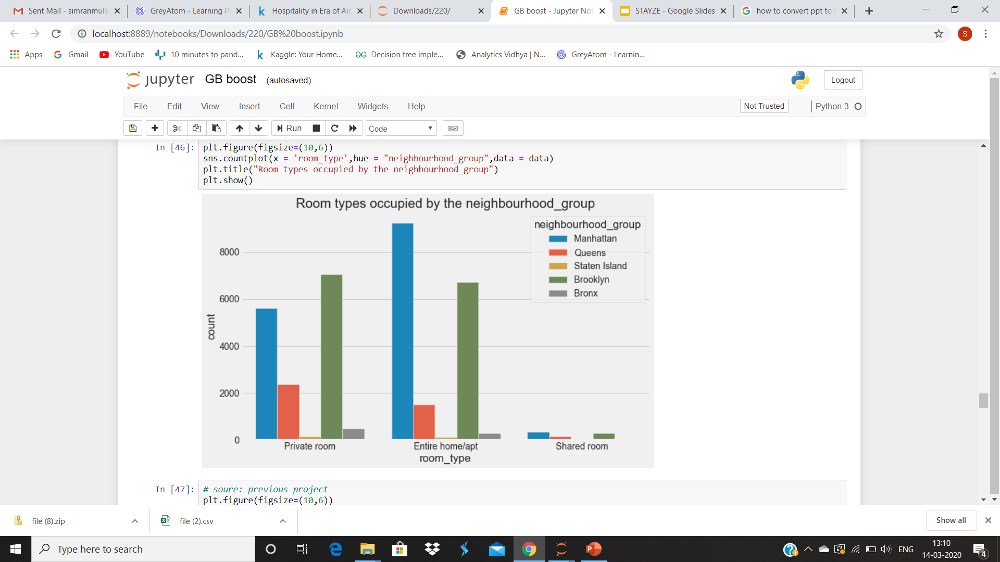 Sent Mail - simranmula
GreyAtom - Learning Pl
Hospitality in Era of Air
Downloads/220/
GB boost - Jupyter Not
STAYZE - Google Slides
how to convert ppt to
localhost:8889/notebooks/Downloads/220/GB%20boost.ipynb
S
Apps
Gmail
YouTube
10 minutes to pand...
Kaggle: Your Home...
Decision tree imple...
Analytics Vidhya | N...
GreyAtom - Learnin...
jupyter GB boost (autosaved)
Logout
File Edit View Insert Cell Kernel Widgets Help
Not Trusted
Python 3
Run
Code
In [46]:
plt.figure(figsize=(10,6))
sns.countplot(x = 'room_type',hue = "neighbourhood_group",data = data)
plt.title("Room types occupied by the neighbourhood_group")
plt.show()
Room types occupied by the neighbourhood_group
neighbourhood_group
Manhattan
Queens
Staten Island
Brooklyn
Bronx
8000
6000
4000
2000
0
count
Private room
Entire home/apt
Shared room
room_type
In [47]:
# soure: previous project
plt.figure(figsize=(10,6))
file (8).zip
file (2).csv
Show all
Type here to search
ENG
13:10
14-03-2020
4